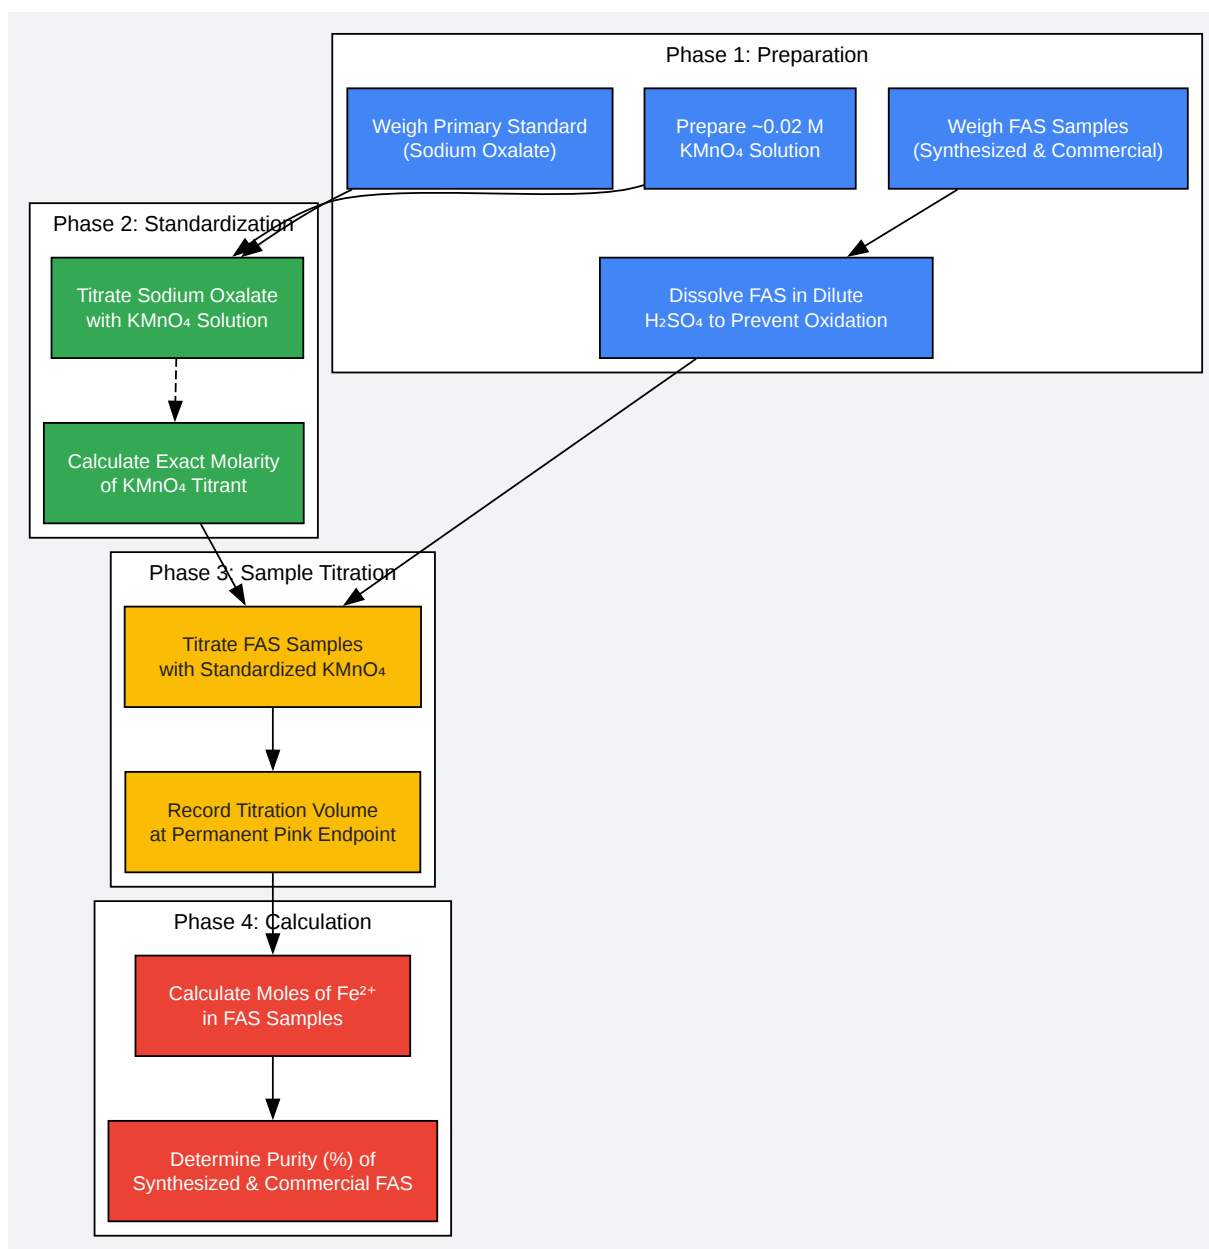 Phase 1: Preparation
Weigh Primary Standard
(Sodium Oxalate)
Prepare ~0.02 M
KMnO₄ Solution
Weigh FAS Samples
(Synthesized & Commercial)
Dissolve FAS in Dilute
H₂SO₄ to Prevent Oxidation
Phase 2: Standardization
Titrate Sodium Oxalate
with KMnO₄ Solution
Calculate Exact Molarity
of KMnO₄ Titrant
Phase 3: Sample Titration
Titrate FAS Samples
with Standardized KMnO₄
Record Titration Volume
at Permanent Pink Endpoint
Phase 4: Calculation
Calculate Moles of Fe²⁺
in FAS Samples
Determine Purity (%) of
Synthesized & Commercial FAS